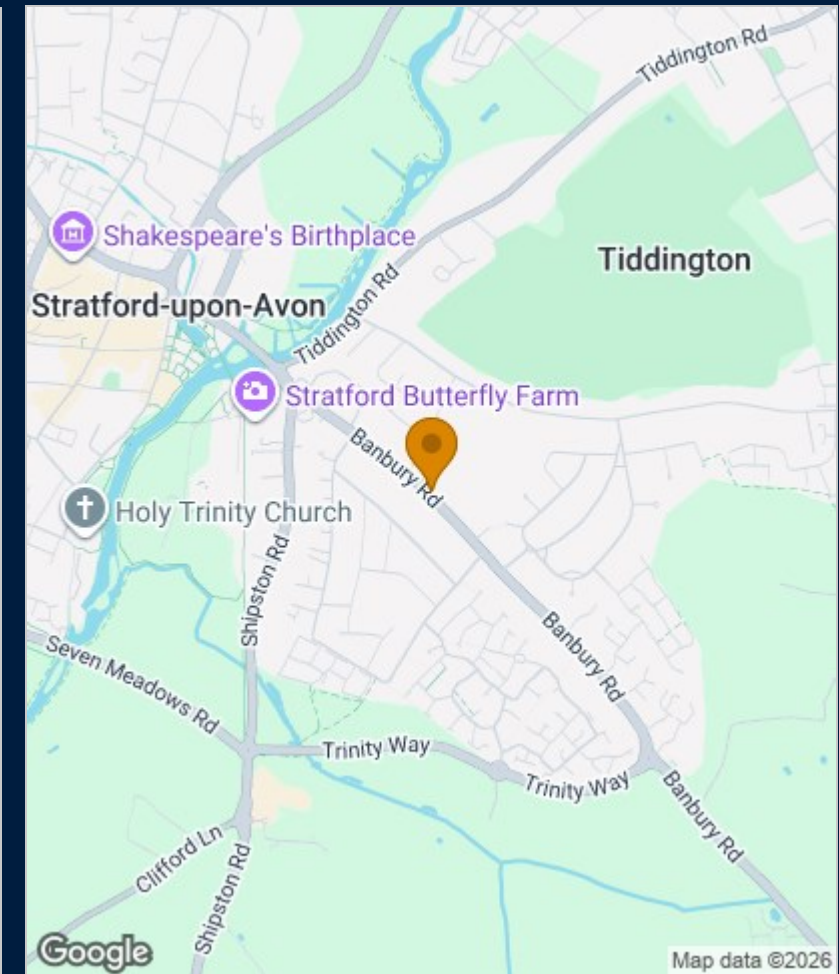 Tiddington Rd
Shakespeare's Birthplace
Tiddington
Stratford-upon-Avon
Tiddington Rd
Stratford Butterfly Farm
Banbury Rd
Holy Trinity Church
Shipston Rd
Banbury Rd
Seven Meadows Rd
Trinity Way
Trinity Way
Banbury Rd
Clifford Ln
Shipston Rd
Google
Map data ©2026